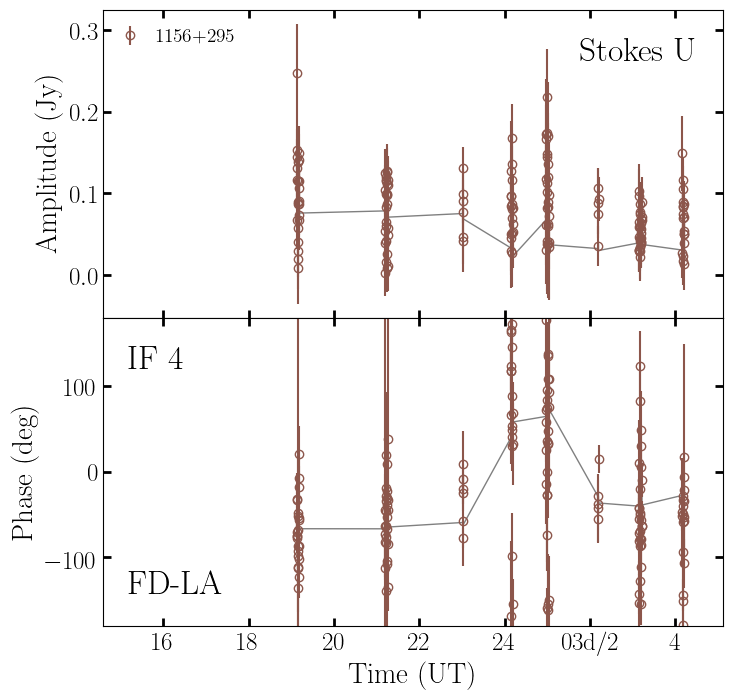 1156+295
Stokes U
Amplitude (Jy)
0.3
0.2
0.1
0.0
IF 4
FD-LA
Phase (deg)
100
0
−100
16 18 20 22 24 03d/2 4
Time (UT)